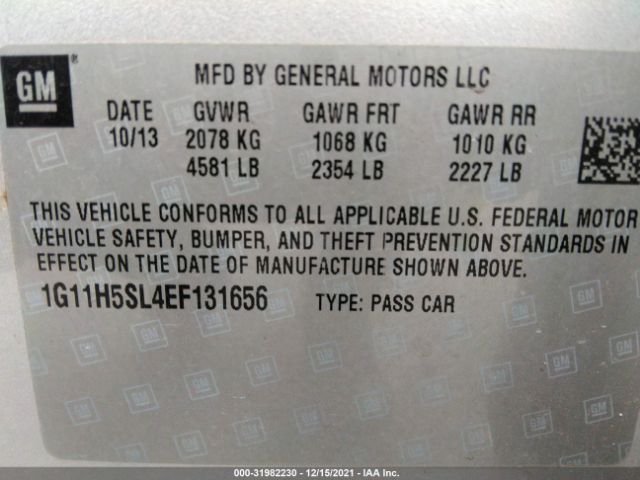 GM ® MFD BY GENERAL MOTORS LLC
DATE GVWR GAWR FRT GAWR RR
10/13 2078 KG 1068 KG 1010 KG
4581 LB 2354 LB 2227 LB
THIS VEHICLE CONFORMS TO ALL APPLICABLE U.S. FEDERAL MOTOR
VEHICLE SAFETY, BUMPER, AND THEFT PREVENTION STANDARDS IN
EFFECT ON THE DATE OF MANUFACTURE SHOWN ABOVE.
1G11H5SL4EF131656 TYPE: PASS CAR
000-31982230 - 12/15/2021 - IAA Inc.